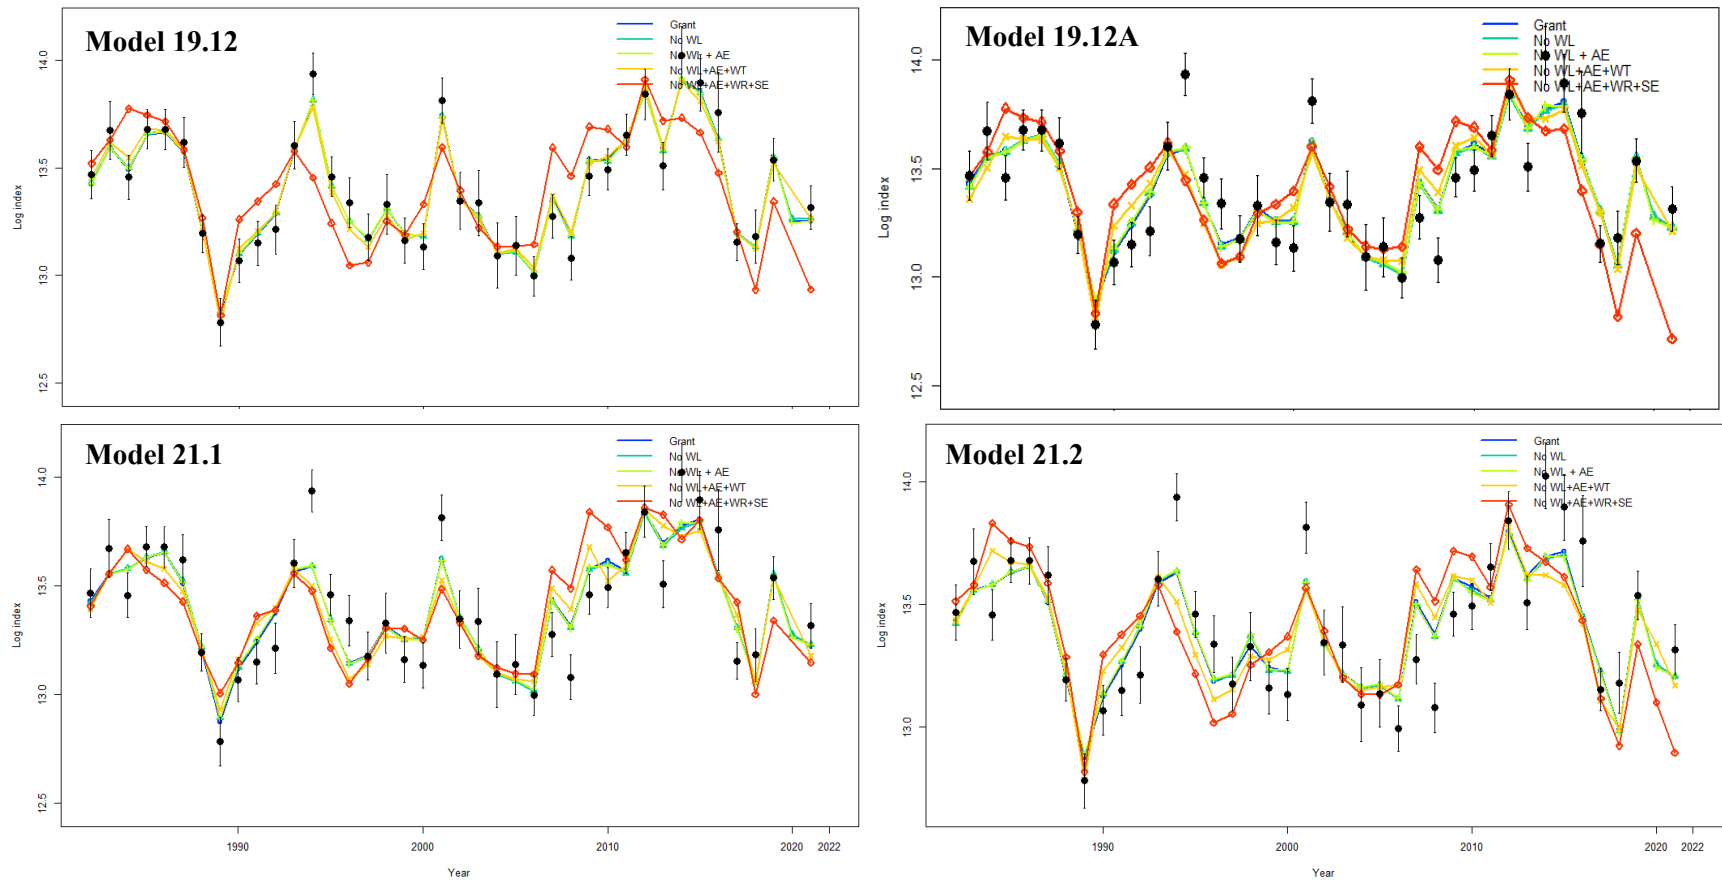 Model 19.12
Grant
No WL
No WL + AE
No WL+AE+WT
No WL+AE+WR+SE
Log index
14.0
13.5
13.0
12.5
Model 19.12A
Grant
No WL
No WL + AE
No WL+AE+WT
No WL+AE+WR+SE
Log index
14.0
13.5
13.0
12.5
Model 21.1
Grant
No WL
No WL + AE
No WL+AE+WT
No WL+AE+WR+SE
Log index
14.0
13.5
13.0
12.5
1990 2000 2010 2020 2022
Year
Model 21.2
Grant
No WL
No WL + AE
No WL+AE+WT
No WL+AE+WR+SE
Log index
14.0
13.5
13.0
1990 2000 2010 2020 2022
Year